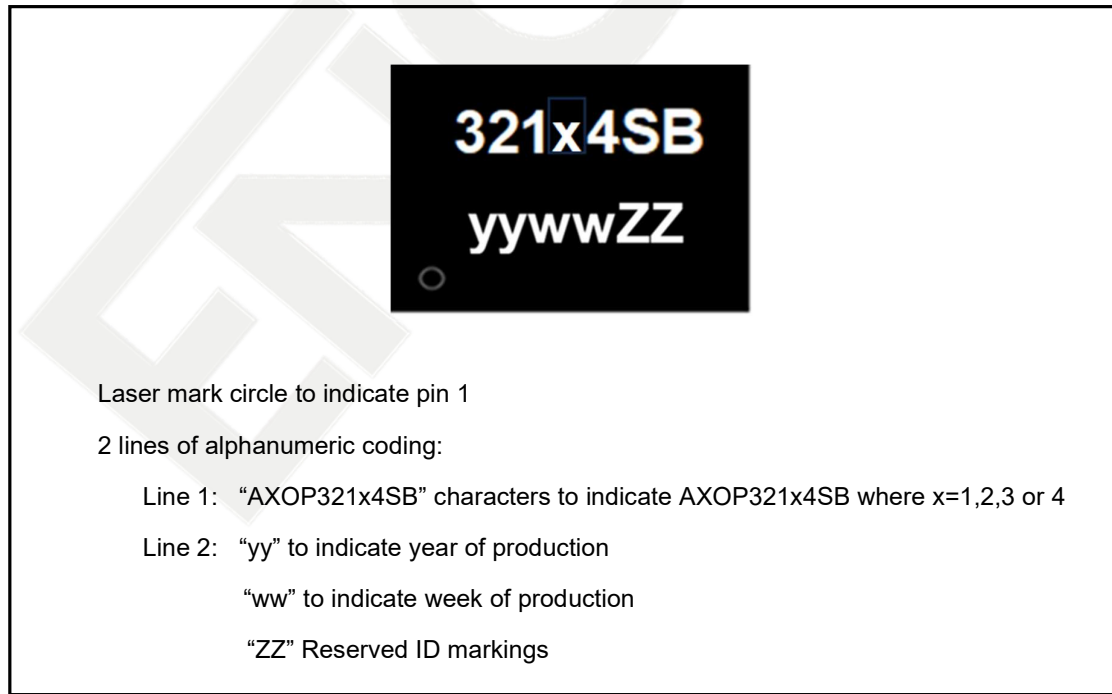 321x4SB
yywwZZ
Laser mark circle to indicate pin 1
2 lines of alphanumeric coding:
Line 1: “AXOP321x4SB” characters to indicate AXOP321x4SB where x=1,2,3 or 4
Line 2: “yy” to indicate year of production
“ww” to indicate week of production
“ZZ” Reserved ID markings